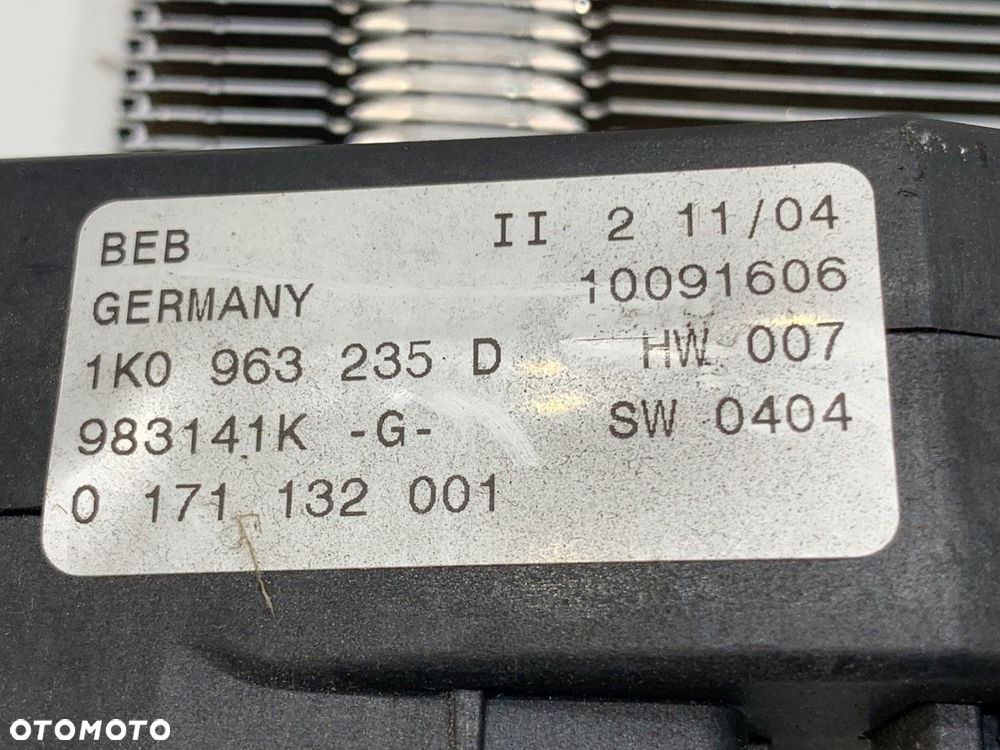 BEB II 2 11/04
GERMANY 10091606
1K0 963 235 D HW 007
983141K -G- SW 0404
0 171 132 001
OTOMOTO